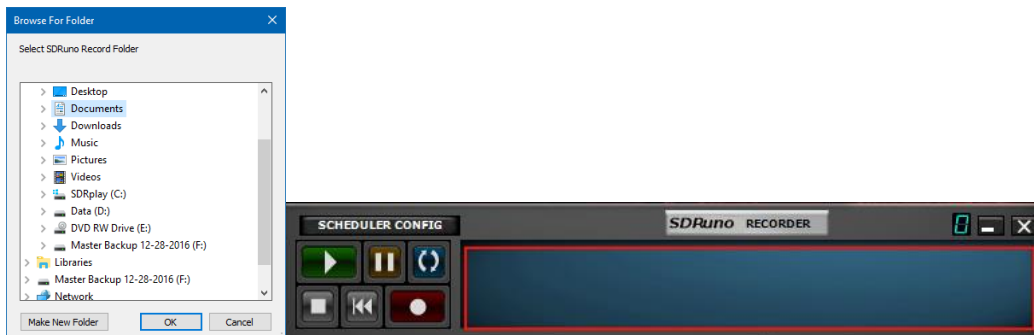 Browse For Folder
Select SDRuno Record Folder
Desktop
Documents
Downloads
Music
Pictures
Videos
SDRplay (C:)
Data (D:)
DVD RW Drive (E:)
Master Backup 12-28-2016 (F:)
Libraries
Master Backup 12-28-2016 (F:)
Network
Make New Folder OK Cancel
SCHEDULER CONFIG SDRuno RECORDER 0